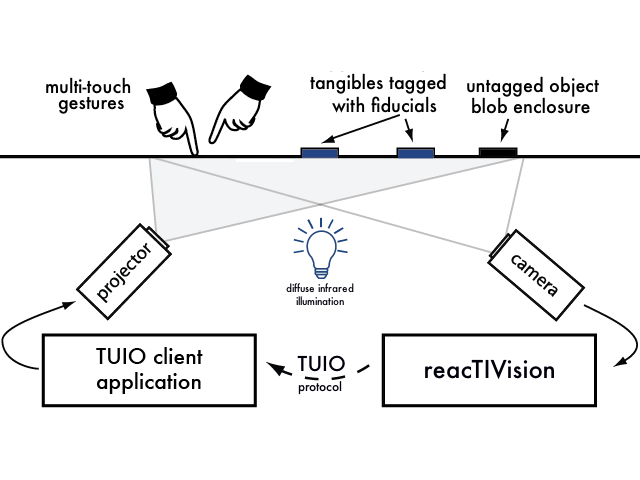 multi-touch
gestures
tangibles tagged
with fiducials
untagged object
blob enclosure
projector
camera
diffuse infrared
illumination
TUIO client
application
TUIO
protocol
reacTIVision